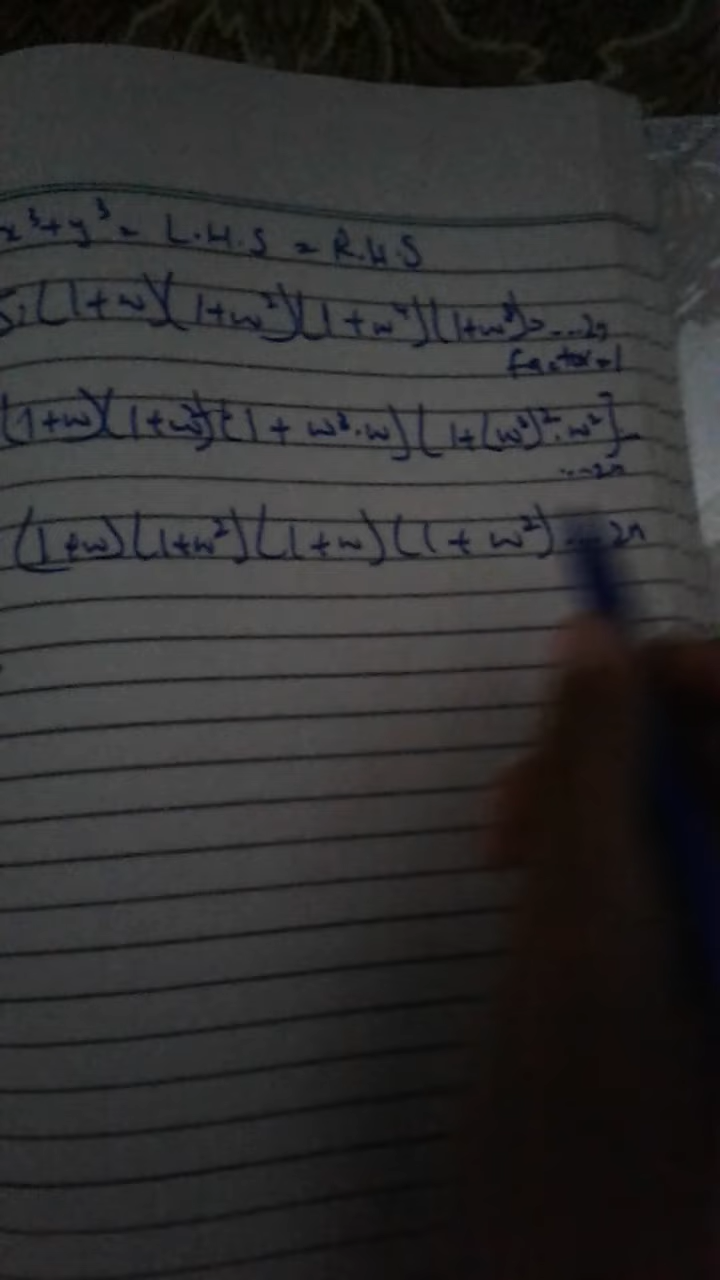 x³+y³ = L.H.S = R.H.S
(1+w)(1+w²)(1+w⁴)(1+w⁸) ....2n
factor=1
(1+w)(1+w²)[1+w³.w][1+(w³)².w²]..
....2n
(1+w)(1+w²)(1+w)(1+w²) ... 2n